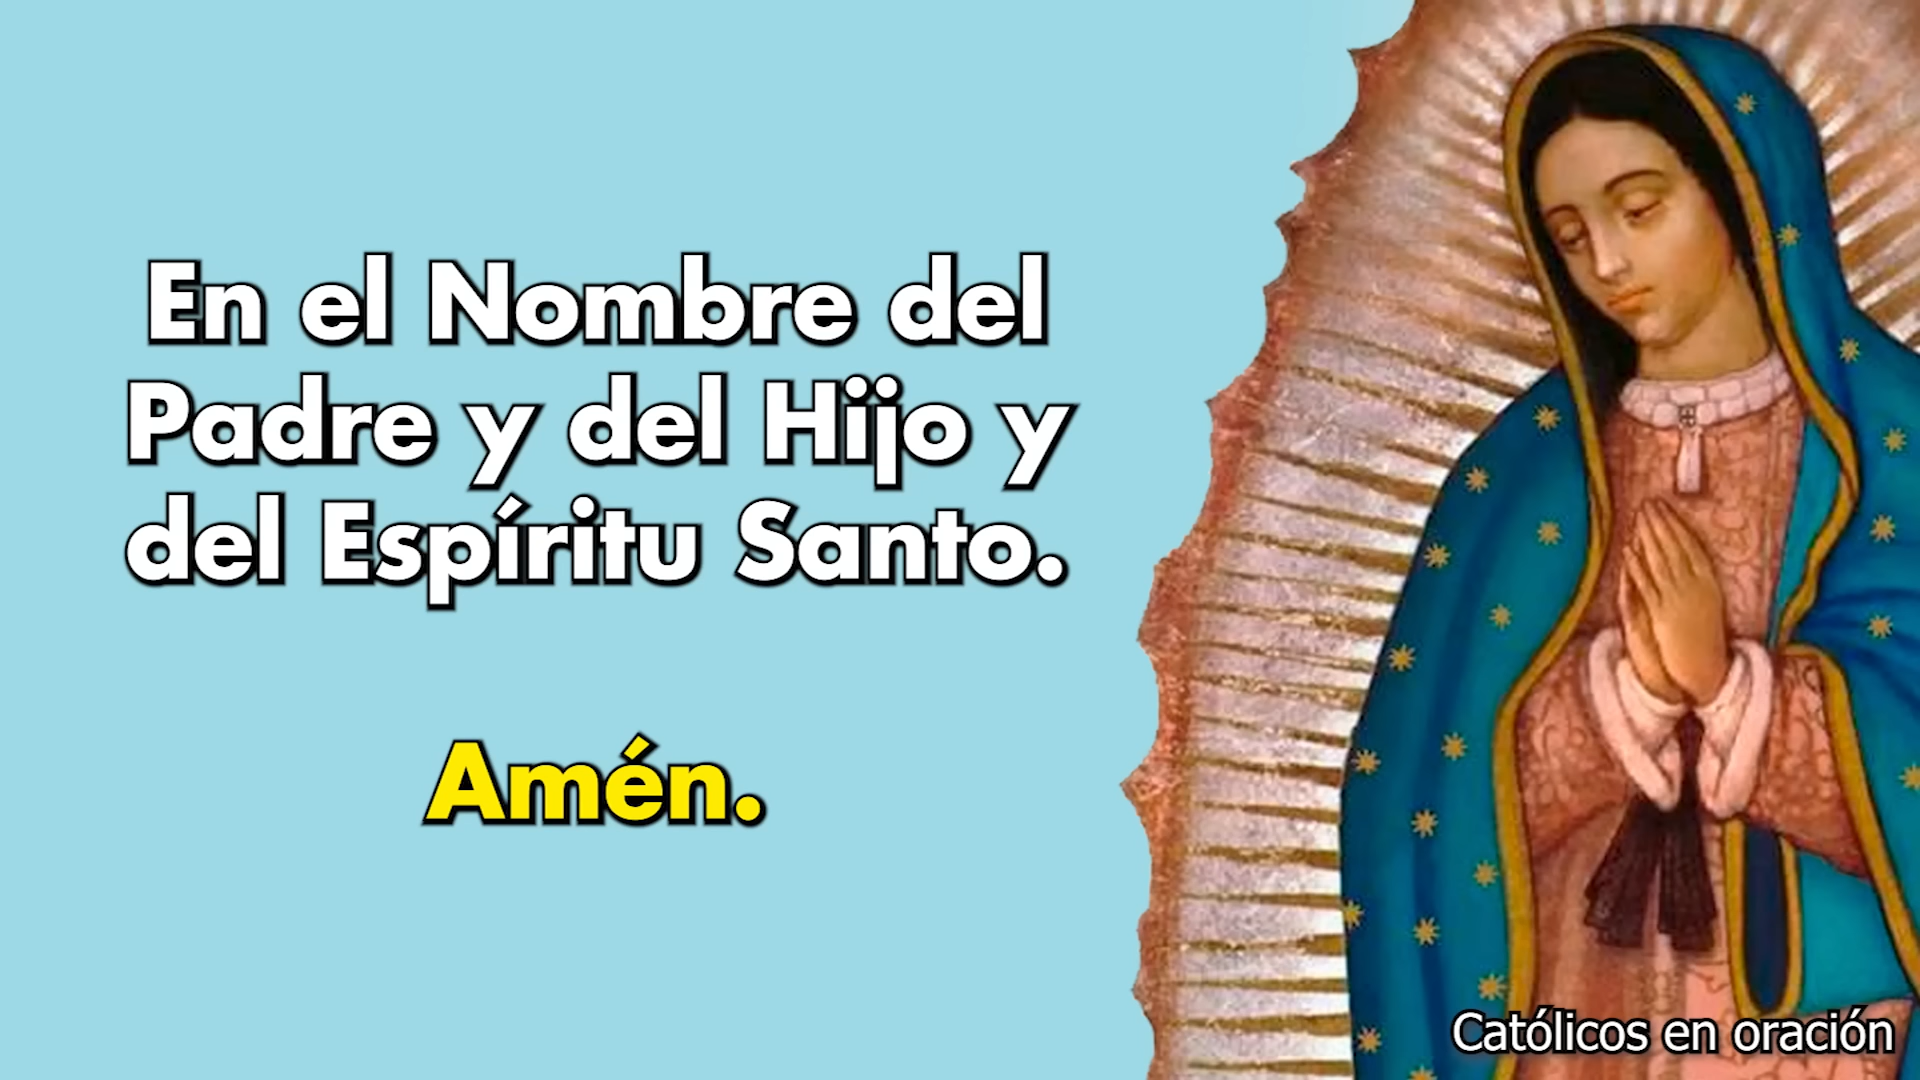 En el Nombre del
Padre y del Hijo y
del Espíritu Santo.
Amén.
Católicos en oración